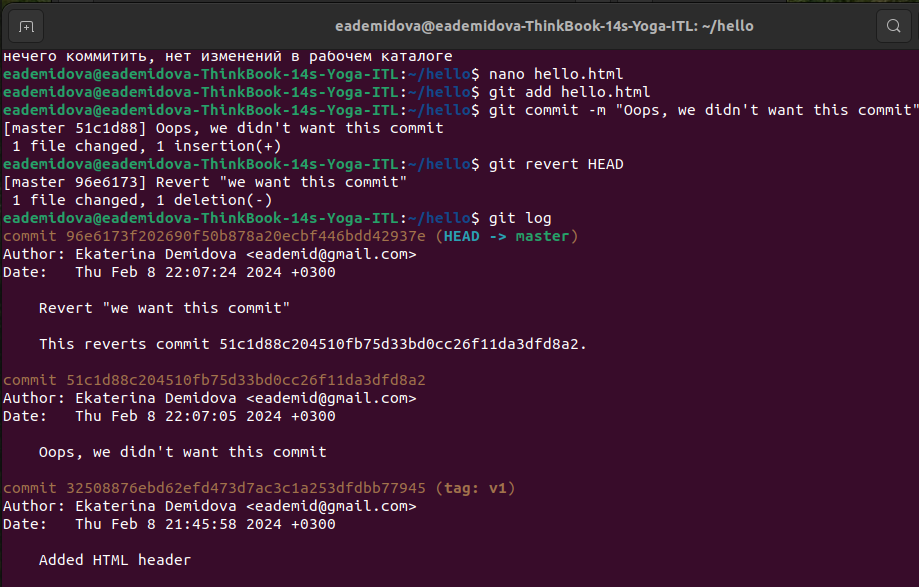 eademidova@eademidova-ThinkBook-14s-Yoga-ITL: ~/hello
нечего коммитить, нет изменений в рабочем каталоге
eademidova@eademidova-ThinkBook-14s-Yoga-ITL:~/hello$ nano hello.html
eademidova@eademidova-ThinkBook-14s-Yoga-ITL:~/hello$ git add hello.html
eademidova@eademidova-ThinkBook-14s-Yoga-ITL:~/hello$ git commit -m "Oops, we didn't want this commit"
[master 51c1d88] Oops, we didn't want this commit
 1 file changed, 1 insertion(+)
eademidova@eademidova-ThinkBook-14s-Yoga-ITL:~/hello$ git revert HEAD
[master 96e6173] Revert "we want this commit"
 1 file changed, 1 deletion(-)
eademidova@eademidova-ThinkBook-14s-Yoga-ITL:~/hello$ git log
commit 96e6173f202690f50b878a20ecbf446bdd42937e (HEAD -> master)
Author: Ekaterina Demidova <eademid@gmail.com>
Date:   Thu Feb 8 22:07:24 2024 +0300

    Revert "we want this commit"

    This reverts commit 51c1d88c204510fb75d33bd0cc26f11da3dfd8a2.

commit 51c1d88c204510fb75d33bd0cc26f11da3dfd8a2
Author: Ekaterina Demidova <eademid@gmail.com>
Date:   Thu Feb 8 22:07:05 2024 +0300

    Oops, we didn't want this commit

commit 32508876ebd62efd473d7ac3c1a253dfdbb77945 (tag: v1)
Author: Ekaterina Demidova <eademid@gmail.com>
Date:   Thu Feb 8 21:45:58 2024 +0300

    Added HTML header